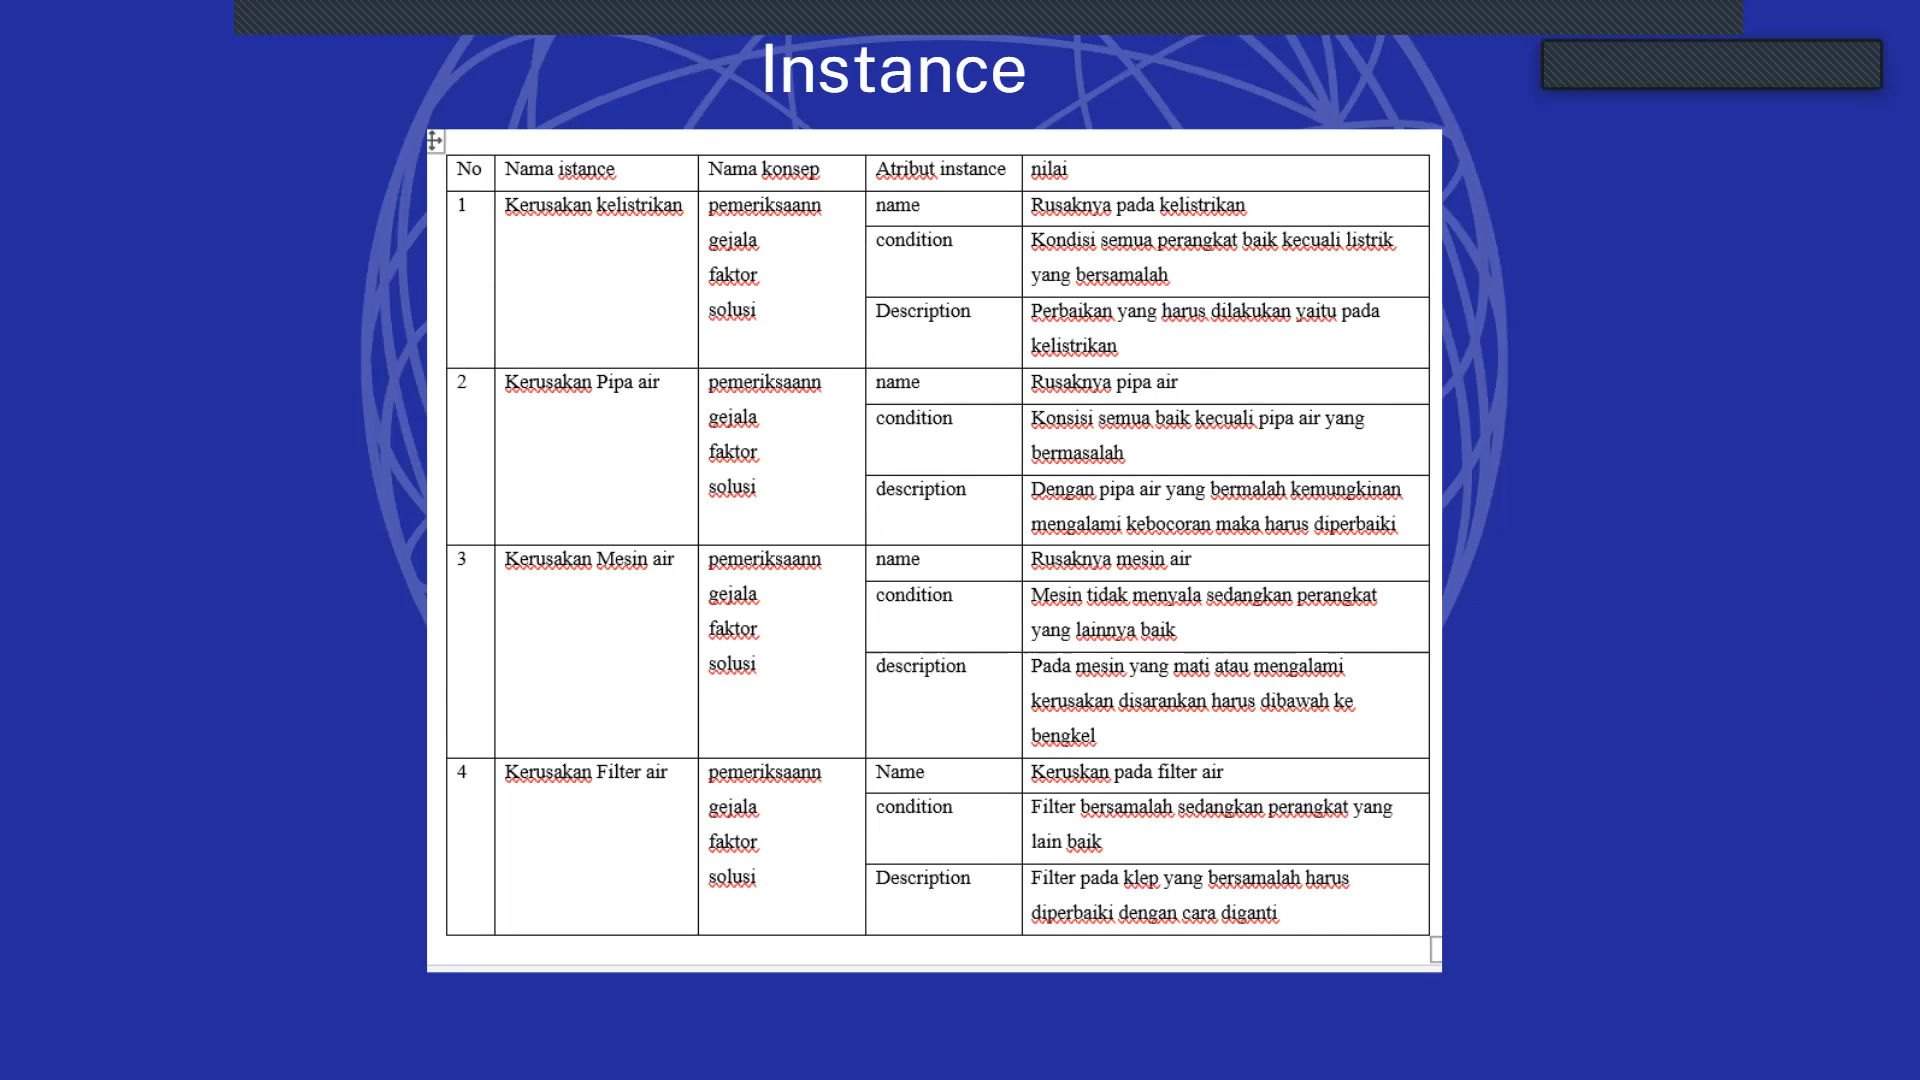 Instance
No Nama istance Nama konsep Atribut instance nilai
1 Kerusakan kelistrikan pemeriksaann name Rusaknya pada kelistrikan
gejala condition Kondisi semua perangkat baik kecuali listrik
faktor yang bersamalah
solusi Description Perbaikan yang harus dilakukan yaitu pada
kelistrikan
2 Kerusakan Pipa air pemeriksaann name Rusaknya pipa air
gejala condition Konsisi semua baik kecuali pipa air yang
faktor bermasalah
solusi description Dengan pipa air yang bermalah kemungkinan
mengalami kebocoran maka harus diperbaiki
3 Kerusakan Mesin air pemeriksaann name Rusaknya mesin air
gejala condition Mesin tidak menyala sedangkan perangkat
faktor yang lainnya baik
solusi description Pada mesin yang mati atau mengalami
kerusakan disarankan harus dibawah ke
bengkel
4 Kerusakan Filter air pemeriksaann Name Keruskan pada filter air
gejala condition Filter bersamalah sedangkan perangkat yang
faktor lain baik
solusi Description Filter pada klep yang bersamalah harus
diperbaiki dengan cara diganti